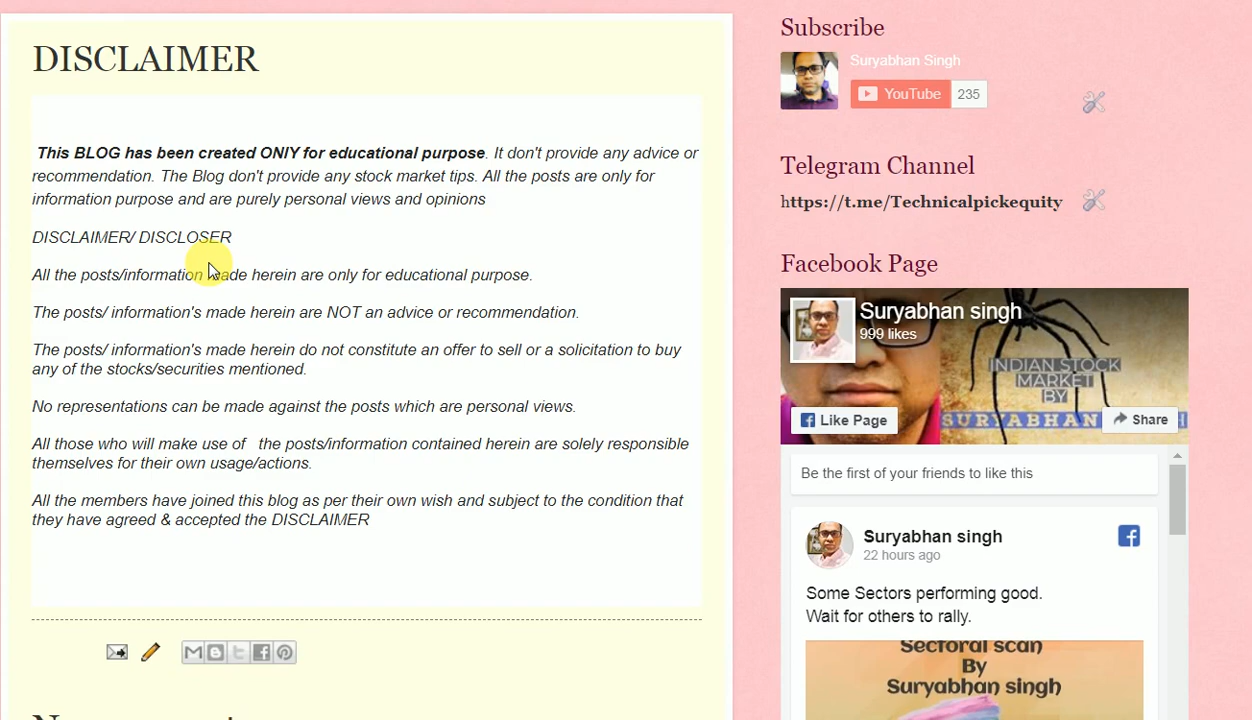 DISCLAIMER
This BLOG has been created ONlY for educational purpose. It don't provide any advice or
recommendation. The Blog don't provide any stock market tips. All the posts are only for
information purpose and are purely personal views and opinions
DISCLAIMER/ DISCLOSER
All the posts/information made herein are only for educational purpose.
The posts/ information's made herein are NOT an advice or recommendation.
The posts/ information's made herein do not constitute an offer to sell or a solicitation to buy
any of the stocks/securities mentioned.
No representations can be made against the posts which are personal views.
All those who will make use of the posts/information contained herein are solely responsible
themselves for their own usage/actions.
All the members have joined this blog as per their own wish and subject to the condition that
they have agreed & accepted the DISCLAIMER
Subscribe
Suryabhan Singh
YouTube 235
Telegram Channel
https://t.me/Technicalpickequity
Facebook Page
Suryabhan singh
999 likes
INDIAN STOCK
MARKET
BY
SURYABHAN
Like Page
Share
Be the first of your friends to like this
Suryabhan singh
22 hours ago
Some Sectors performing good.
Wait for others to rally.
Sectoral scan
By
Suryabhan singh